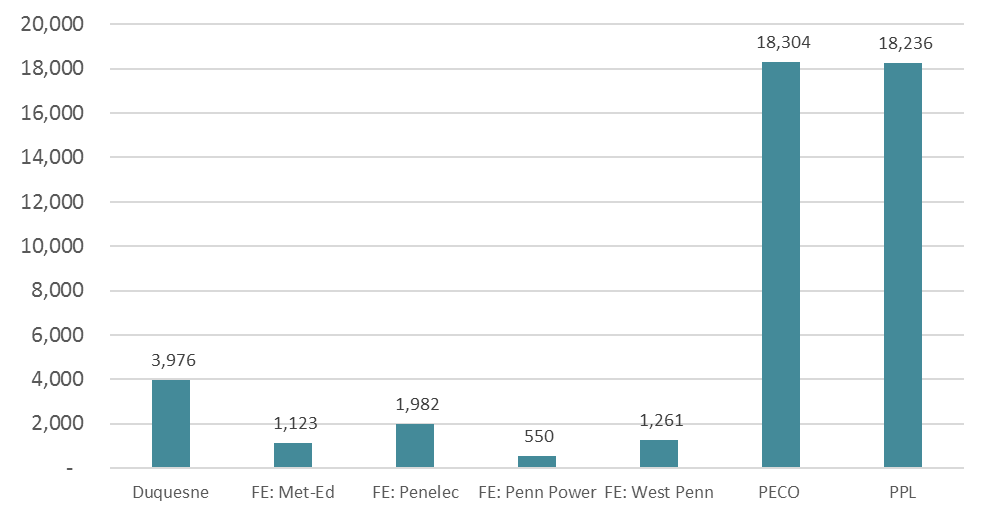 20,000
18,000
16,000
14,000
12,000
10,000
8,000
6,000
4,000
2,000
-
3,976
1,123
1,982
550
1,261
18,304
18,236
Duquesne
FE: Met-Ed
FE: Penelec
FE: Penn Power
FE: West Penn
PECO
PPL